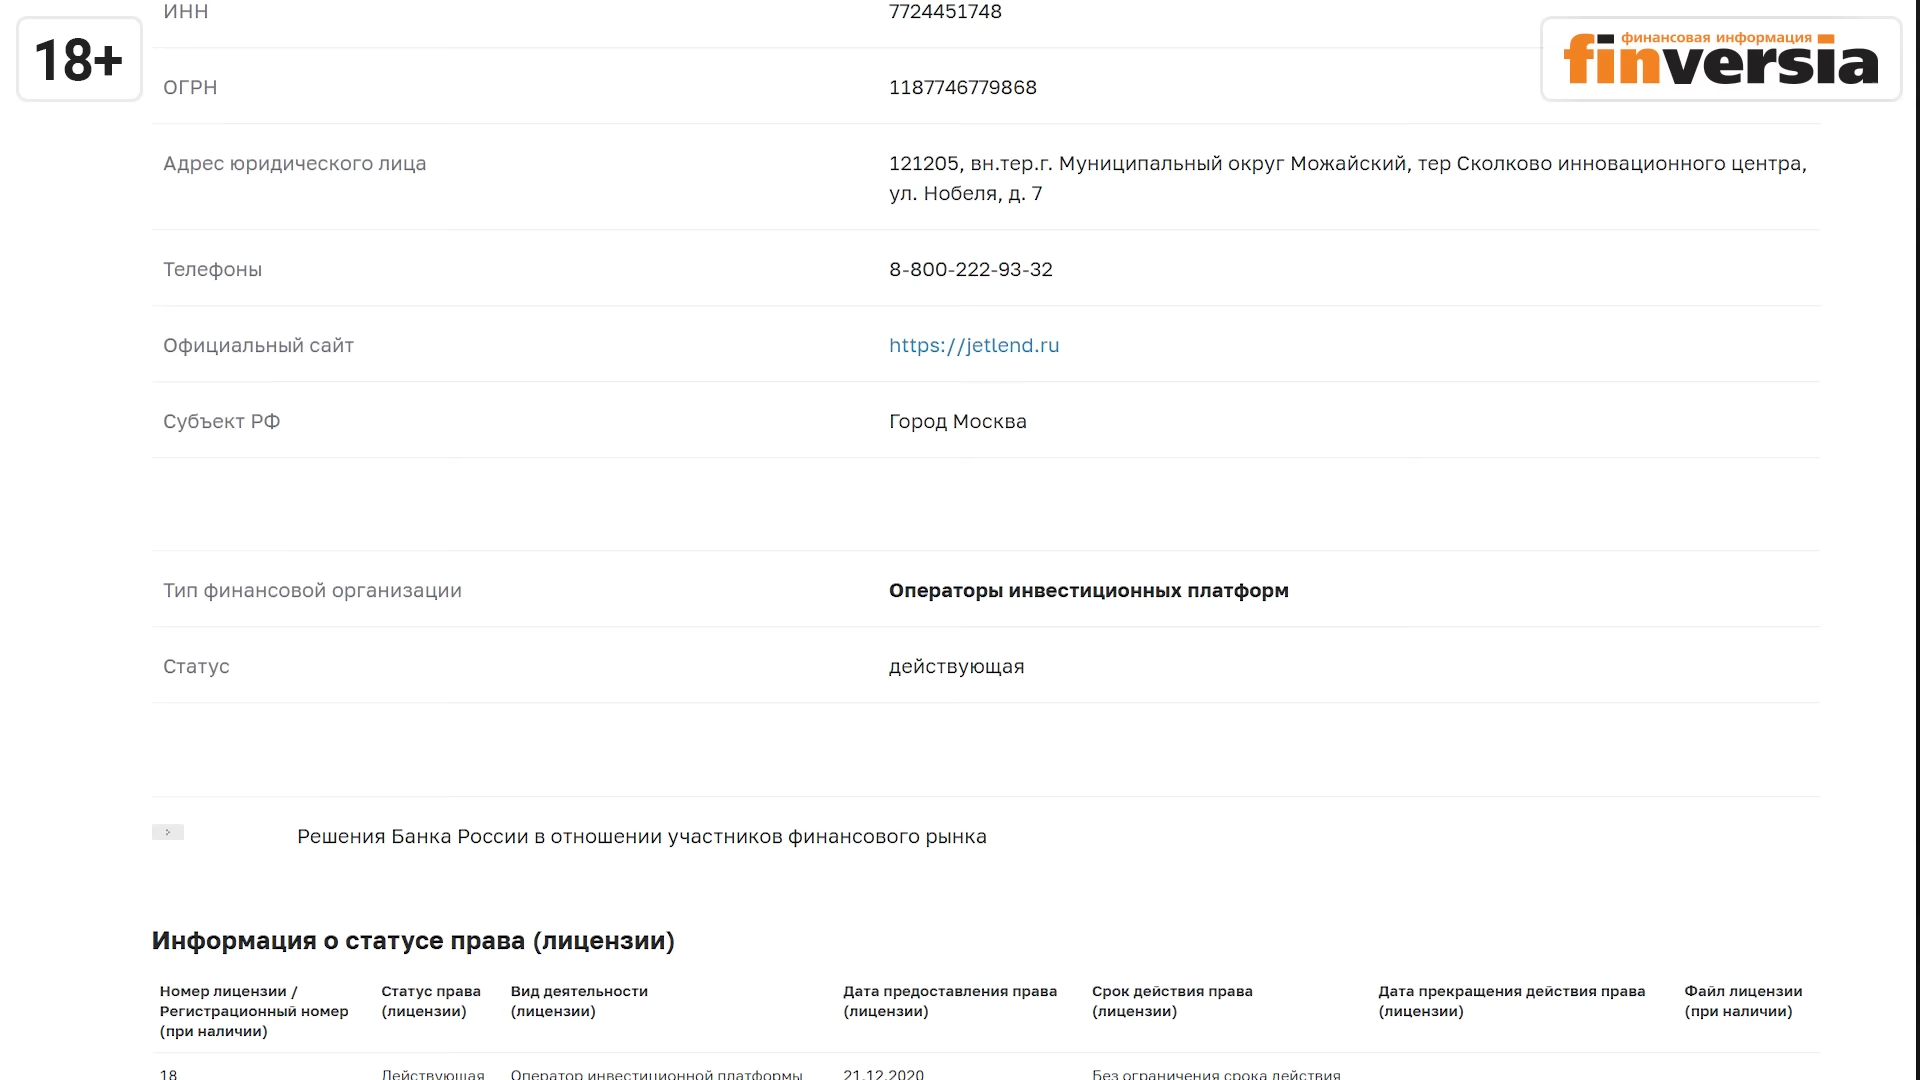 18+
финансовая информация
finversia
ИНН 7724451748
ОГРН 1187746779868
Адрес юридического лица 121205, вн.тер.г. Муниципальный округ Можайский, тер Сколково инновационного центра,
ул. Нобеля, д. 7
Телефоны 8-800-222-93-32
Официальный сайт https://jetlend.ru
Субъект РФ Город Москва
Тип финансовой организации Операторы инвестиционных платформ
Статус действующая
Решения Банка России в отношении участников финансового рынка
Информация о статусе права (лицензии)
Номер лицензии / Статус права Вид деятельности Дата предоставления права Срок действия права Дата прекращения действия права Файл лицензии
Регистрационный номер (лицензии) (лицензии) (лицензии) (лицензии) (лицензии) (при наличии)
(при наличии)
18 Действующая Оператор инвестиционной платформы 21.12.2020 Без ограничения срока действия